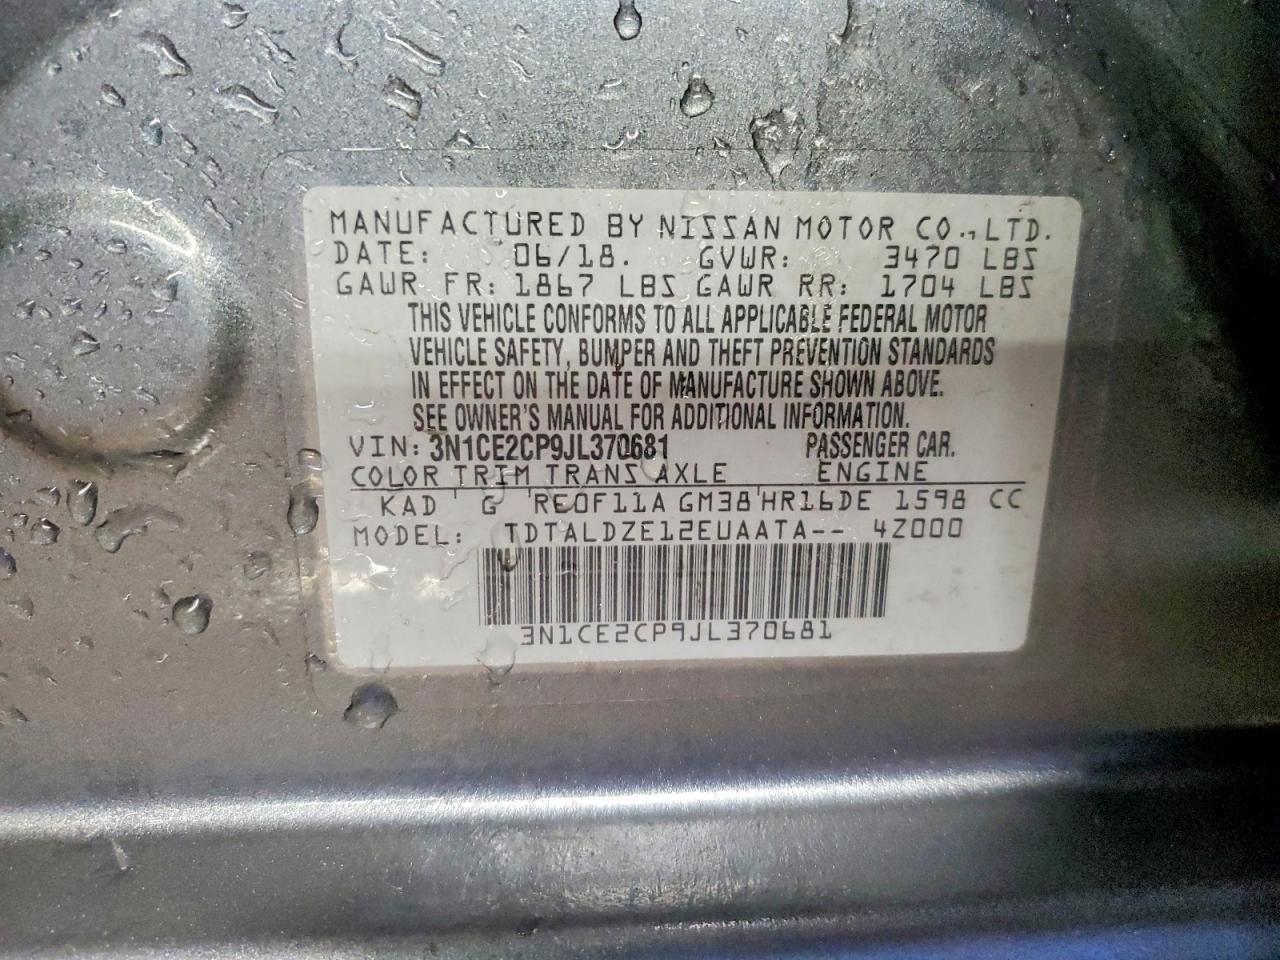 MANUFACTURED BY NISSAN MOTOR CO., LTD.
DATE: 06/18. GVWR: 3470 LBS
GAWR FR: 1867 LBS GAWR RR: 1704 LBS
THIS VEHICLE CONFORMS TO ALL APPLICABLE FEDERAL MOTOR
VEHICLE SAFETY, BUMPER AND THEFT PREVENTION STANDARDS
IN EFFECT ON THE DATE OF MANUFACTURE SHOWN ABOVE.
SEE OWNER'S MANUAL FOR ADDITIONAL INFORMATION.
VIN: 3N1CE2CP9JL370681 PASSENGER CAR.
COLOR TRIM TRANS AXLE ENGINE
KAD G RE0F11A GM38 HR16DE 1598 CC
MODEL: TDTALDZE12EUAATA-- 4Z000
3N1CE2CP9JL370681